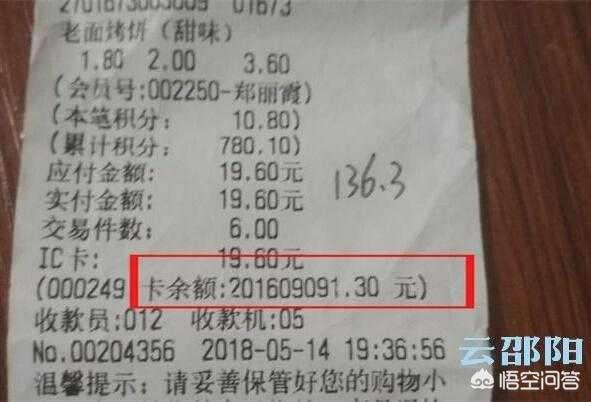 2701673003009 01673
老面烤饼（甜味）
1.80 2.00 3.60
(会员号:002250-郑丽霞)
(本笔积分: 10.80)
(累计积分: 780.10)
应付金额: 19.60元
实付金额: 19.60元
136.3
交易件数: 6.00
IC卡: 19.60元
(000249 卡余额:201609091.30 元)
收款员:012 收款机:05
No.00204356 2018-05-14 19:36:56
温馨提示：请妥善保管好您的购物小
云邵阳
悟空问答